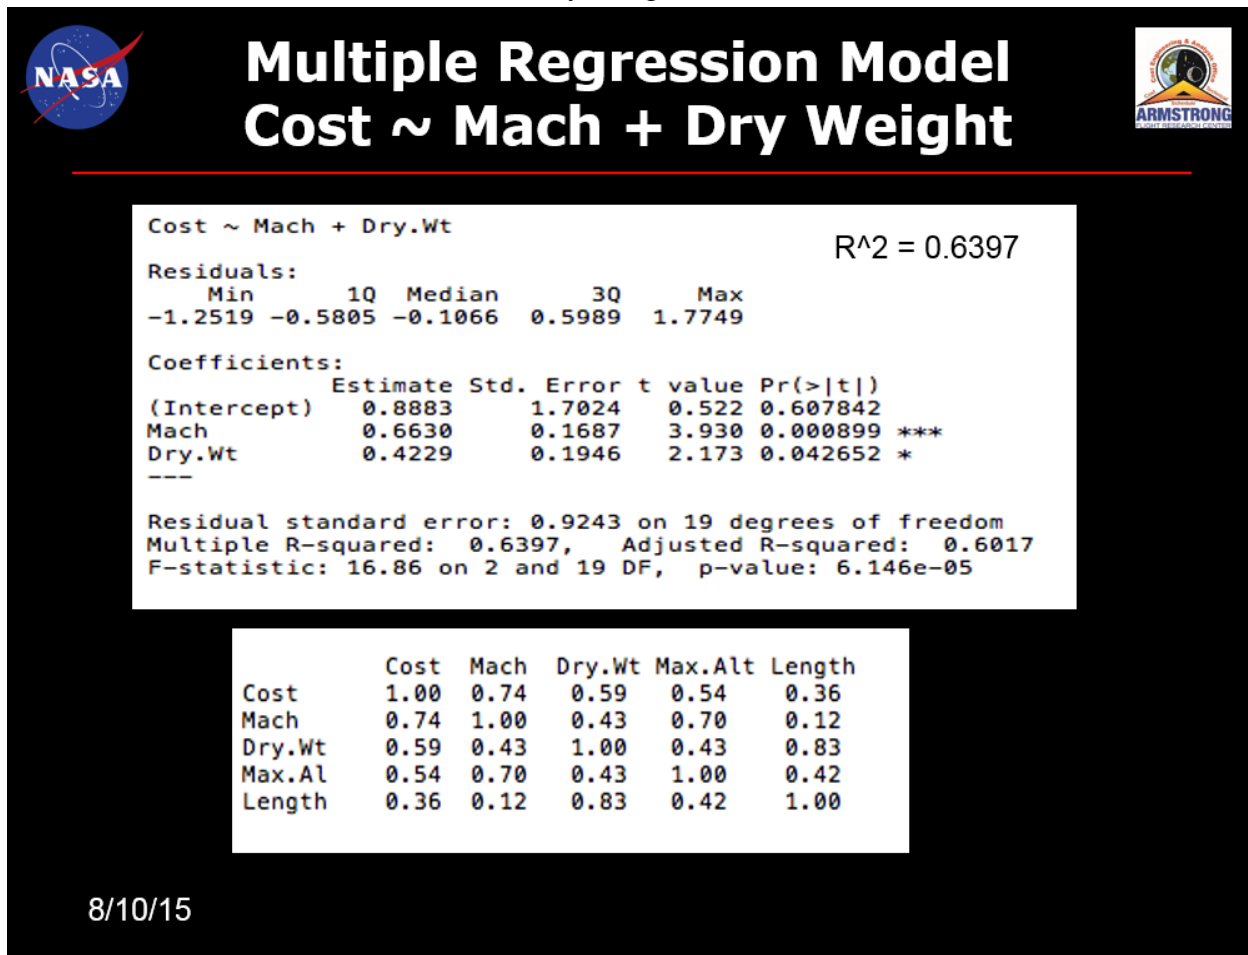 NASA
Multiple Regression Model
Cost ~ Mach + Dry Weight
ARMSTRONG
FLIGHT RESEARCH CENTER
Cost ~ Mach + Dry.Wt
R^2 = 0.6397
Residuals:
Min 1Q Median 3Q Max
-1.2519 -0.5805 -0.1066 0.5989 1.7749
Coefficients:
Estimate Std. Error t value Pr(>|t|)
(Intercept) 0.8883 1.7024 0.522 0.607842
Mach 0.6630 0.1687 3.930 0.000899 ***
Dry.Wt 0.4229 0.1946 2.173 0.042652 *
---
Residual standard error: 0.9243 on 19 degrees of freedom
Multiple R-squared: 0.6397, Adjusted R-squared: 0.6017
F-statistic: 16.86 on 2 and 19 DF, p-value: 6.146e-05
Cost Mach Dry.Wt Max.Alt Length
Cost 1.00 0.74 0.59 0.54 0.36
Mach 0.74 1.00 0.43 0.70 0.12
Dry.Wt 0.59 0.43 1.00 0.43 0.83
Max.Al 0.54 0.70 0.43 1.00 0.42
Length 0.36 0.12 0.83 0.42 1.00
8/10/15